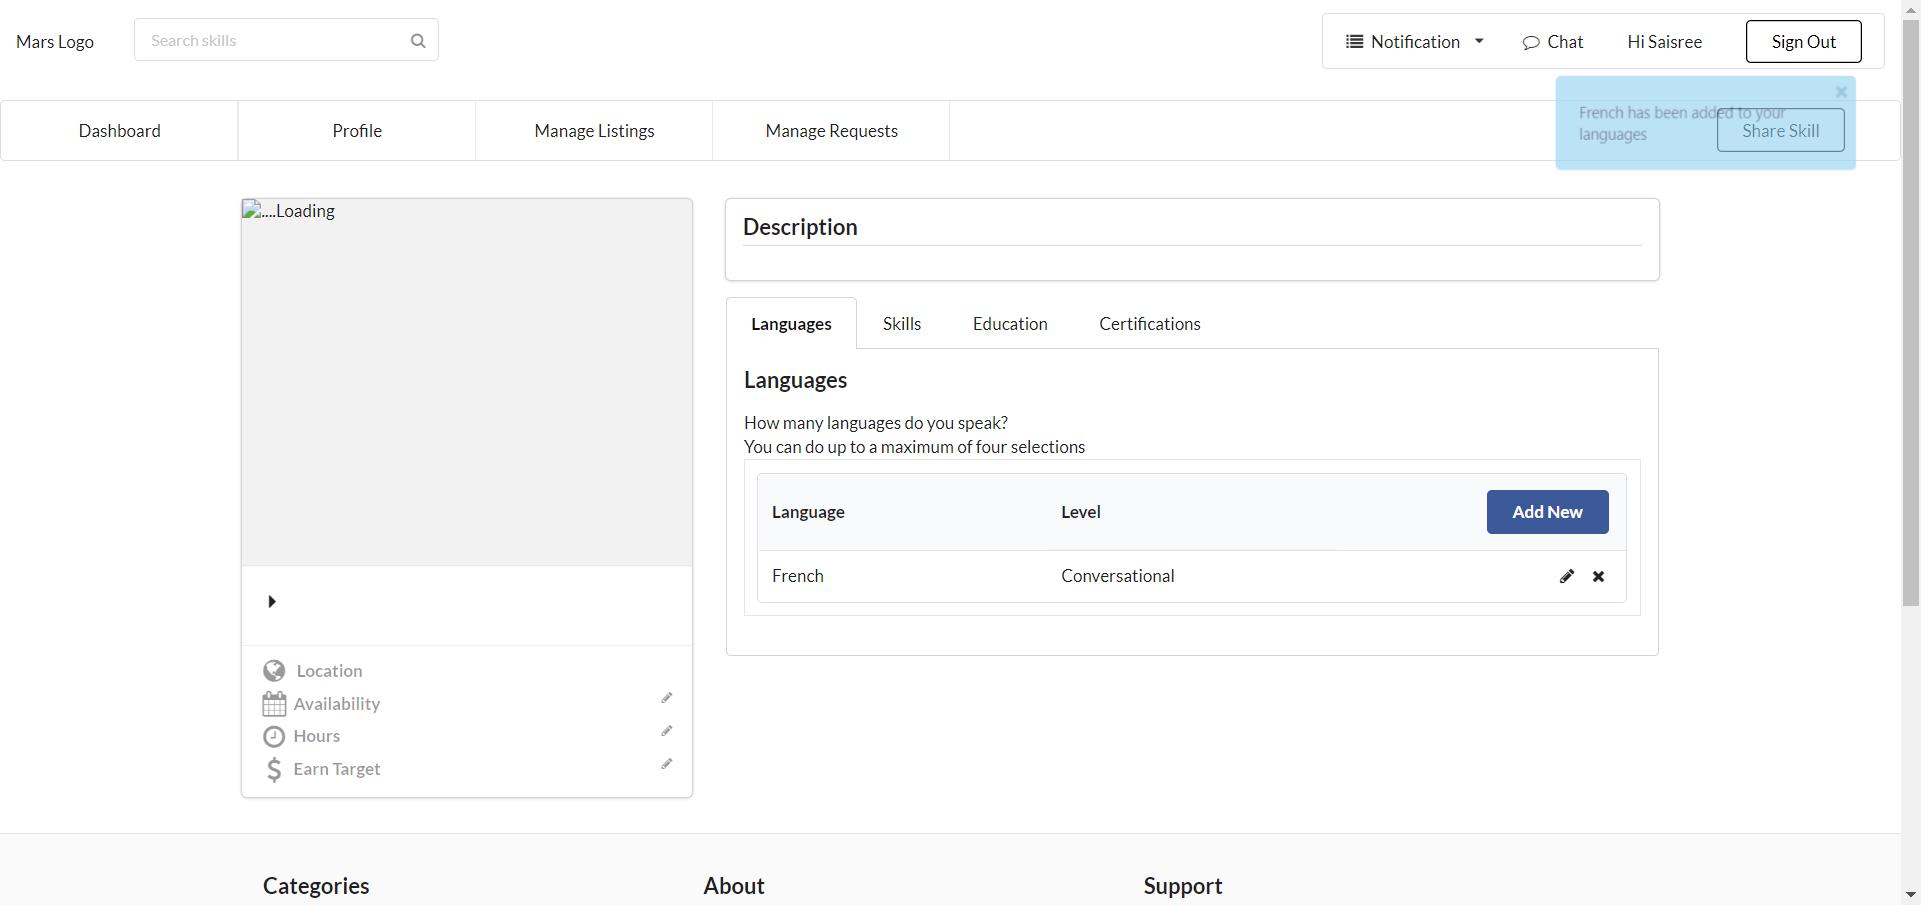 Mars Logo
Search skills
Notification
Chat
Hi Saisree
Sign Out
Dashboard
Profile
Manage Listings
Manage Requests
French has been added to your
languages
Share Skill
....Loading
Location
Availability
Hours
Earn Target
Description
Languages
Skills
Education
Certifications
Languages
How many languages do you speak?
You can do up to a maximum of four selections
Language
Level
Add New
French
Conversational
Categories
About
Support